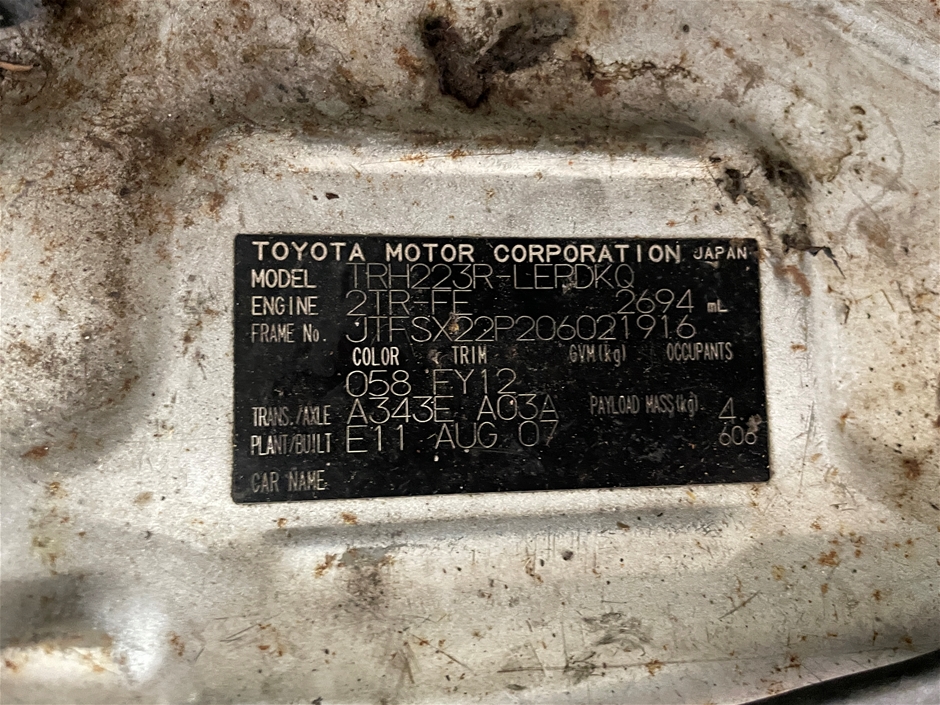 TOYOTA MOTOR CORPORATION JAPAN
MODEL TRH223R-LEPDKQ
ENGINE 2TR-FE 2694 mL
FRAME No. JTFSX22P206021916
COLOR TRIM GVM(kg) OCCUPANTS
058 FY12
TRANS./AXLE A343E A03A PAYLOAD MASS(kg) 4
PLANT/BUILT E11 AUG 07 606
CAR NAME